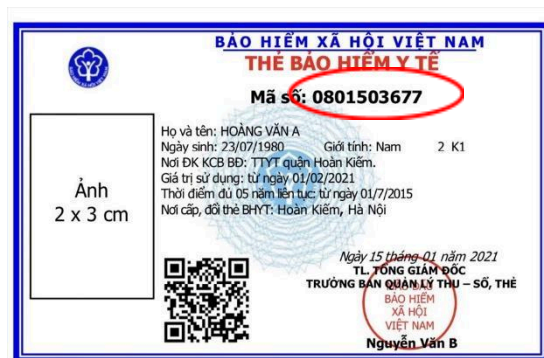 BẢO HIỂM XÃ HỘI VIỆT NAM
THẺ BẢO HIỂM Y TẾ
Mã số: 0801503677
Họ và tên: HOÀNG VĂN A
Ngày sinh: 23/07/1980 Giới tính: Nam 2 K1
Nơi ĐK KCB BĐ: TTYT quận Hoàn Kiếm.
Giá trị sử dụng: từ ngày 01/02/2021
Thời điểm đủ 05 năm liên tục: từ ngày 01/7/2015
Nơi cấp, đổi thẻ BHYT: Hoàn Kiếm, Hà Nội
Ảnh
2 x 3 cm
Ngày 15 tháng 01 năm 2021
TL. TỔNG GIÁM ĐỐC
TRƯỞNG BAN QUẢN LÝ THU – SỔ, THẺ
BẢO HIỂM
XÃ HỘI
VIỆT NAM
Nguyễn Văn B